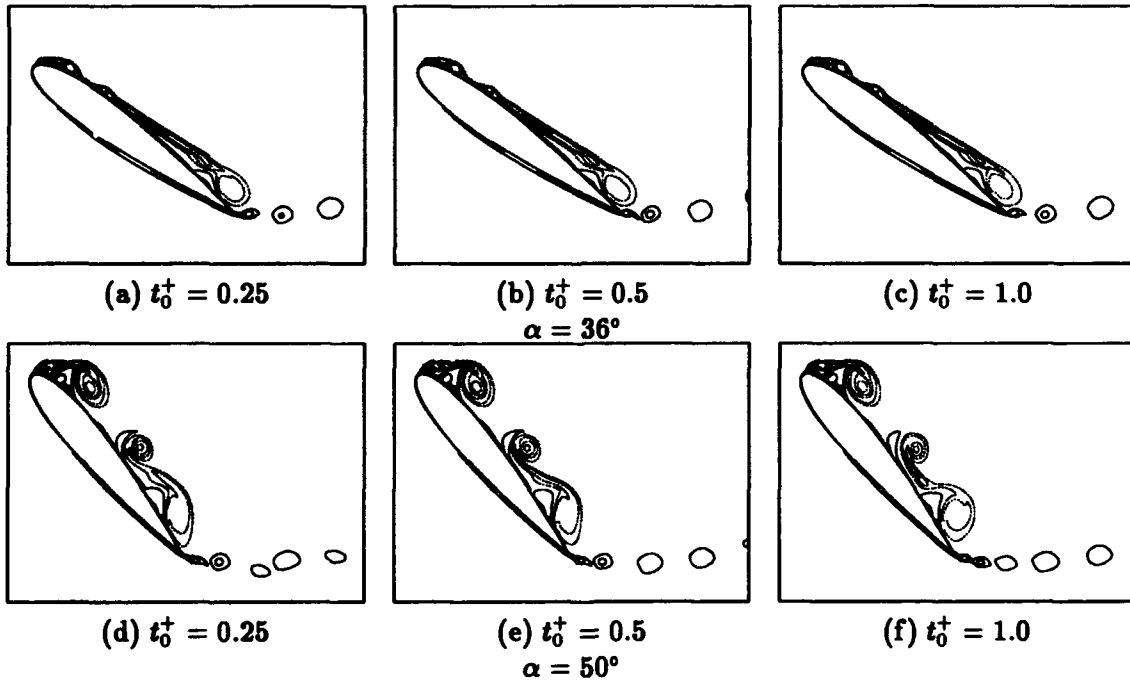 (a) t₀⁺ = 0.25
(b) t₀⁺ = 0.5
(c) t₀⁺ = 1.0
α = 36°
(d) t₀⁺ = 0.25
(e) t₀⁺ = 0.5
(f) t₀⁺ = 1.0
α = 50°